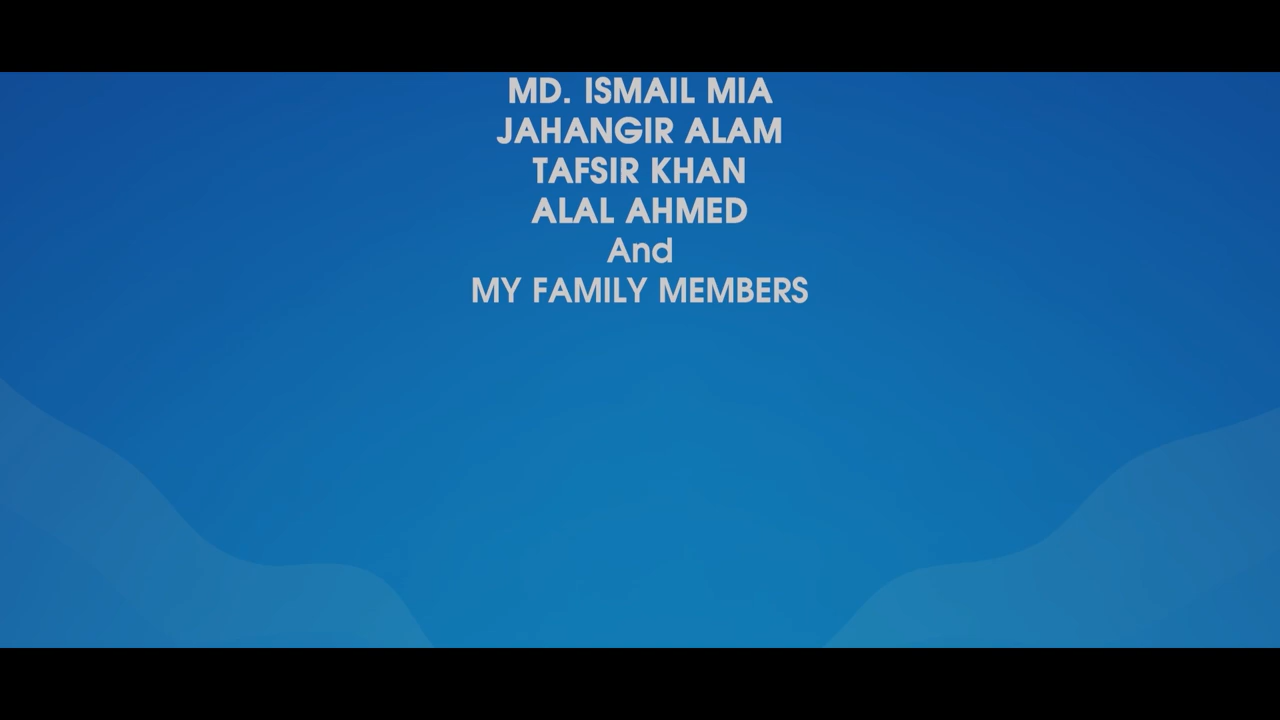 MD. ISMAIL MIA
JAHANGIR ALAM
TAFSIR KHAN
ALAL AHMED
And
MY FAMILY MEMBERS